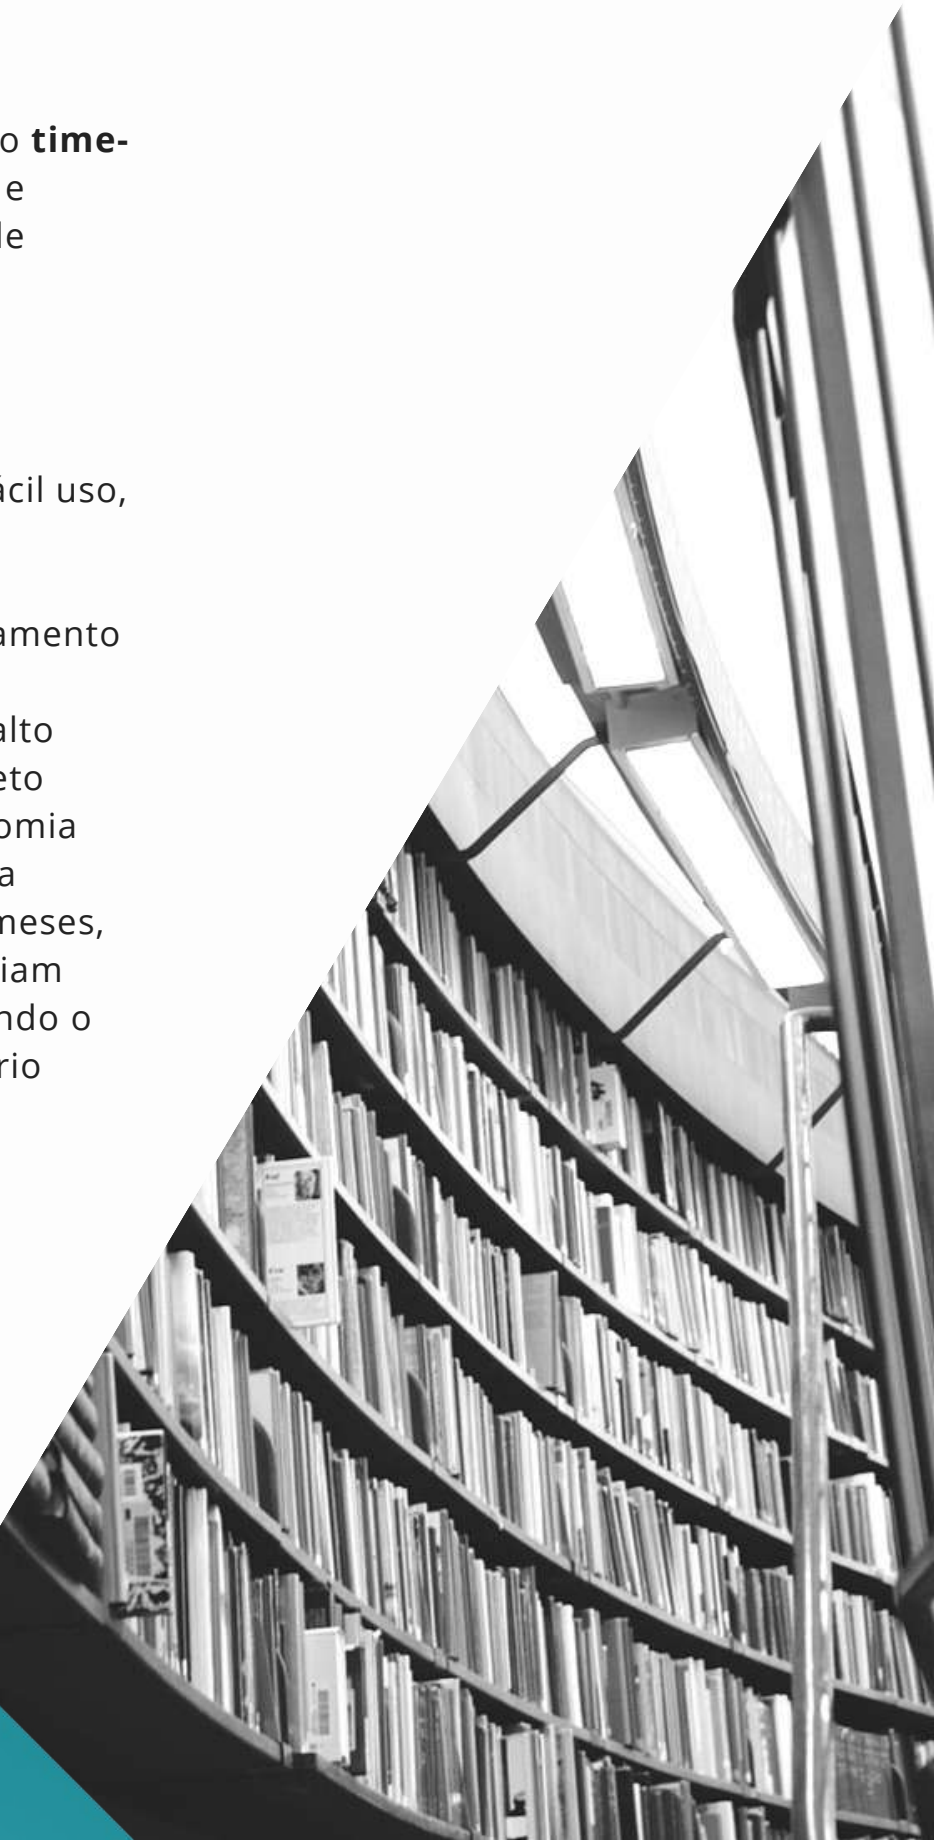 o time-
e
le
ácil uso,
amento
alto
eto
omia
a
meses,
iam
ndo o
rio